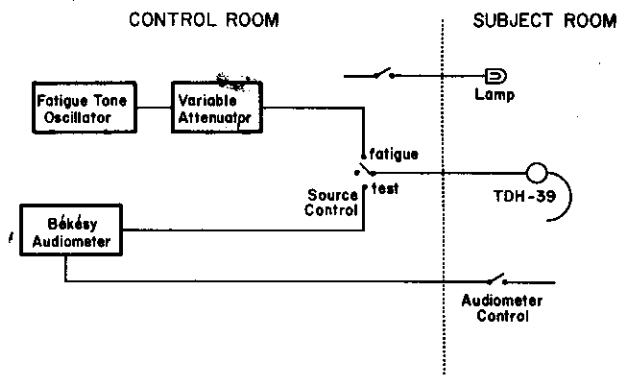 CONTROL ROOM
SUBJECT ROOM
Lamp
Fatigue Tone
Oscillator
Variable
Attenuator
fatigue
test
Source
Control
TDH-39
Békésy
Audiometer
Audiometer
Control